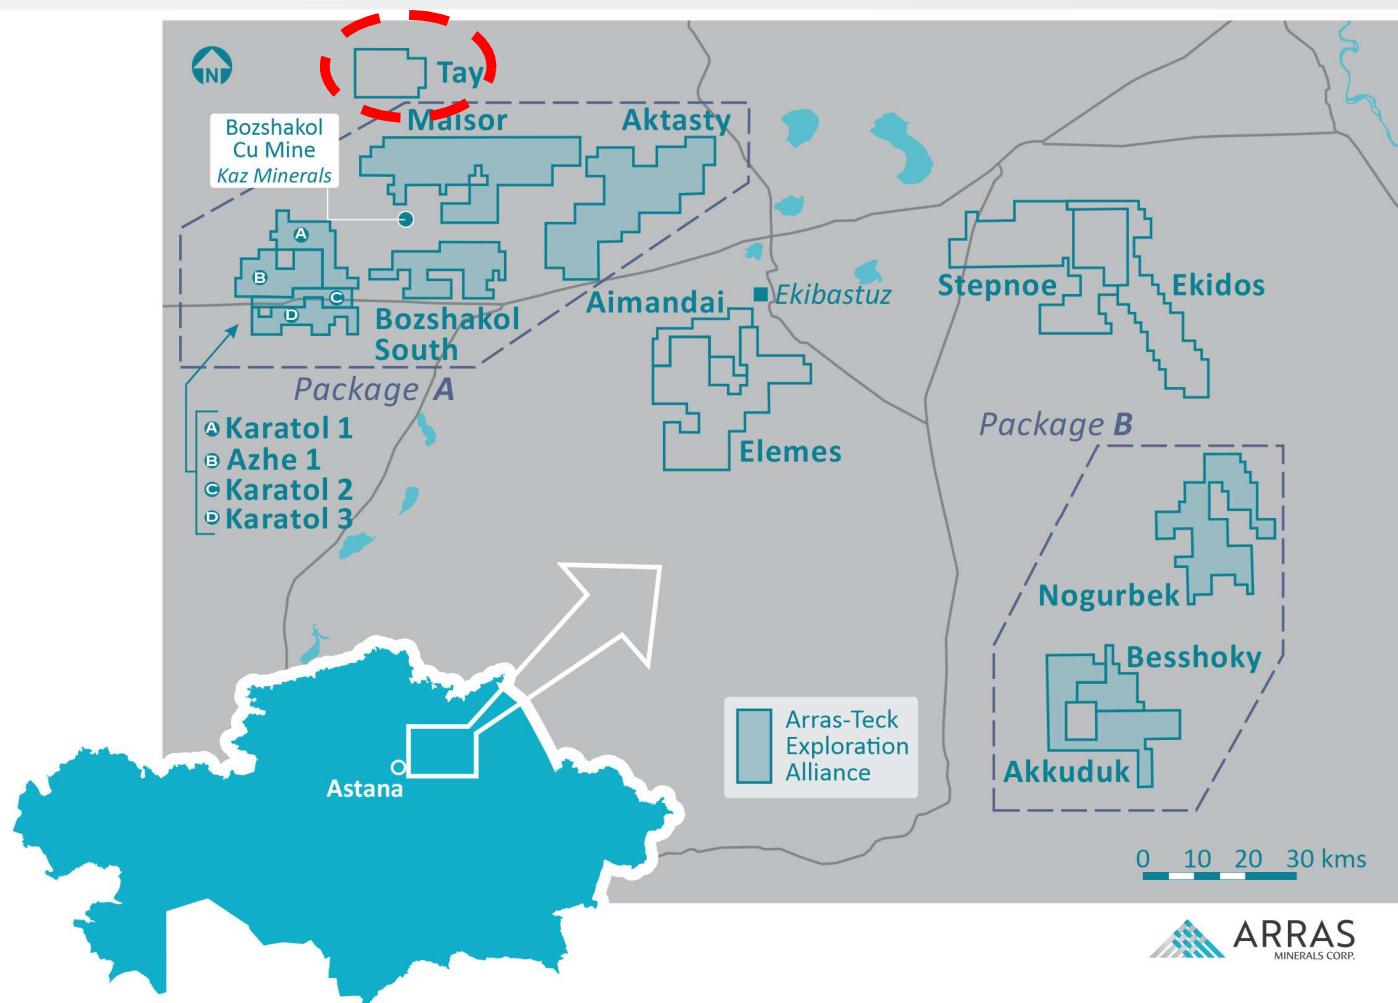 N
Tay
Maisor
Aktasty
Bozshakol
Cu Mine
Kaz Minerals
A
B
C
D
Bozshakol
South
Aimandai
Ekibastuz
Stepnoe
Ekidos
Package A
A Karatol 1
B Azhe 1
C Karatol 2
D Karatol 3
Elemes
Package B
Nogurbek
Besshoky
Akkuduk
Arras-Teck
Exploration
Alliance
Astana
0 10 20 30 kms
ARRAS
MINERALS CORP.